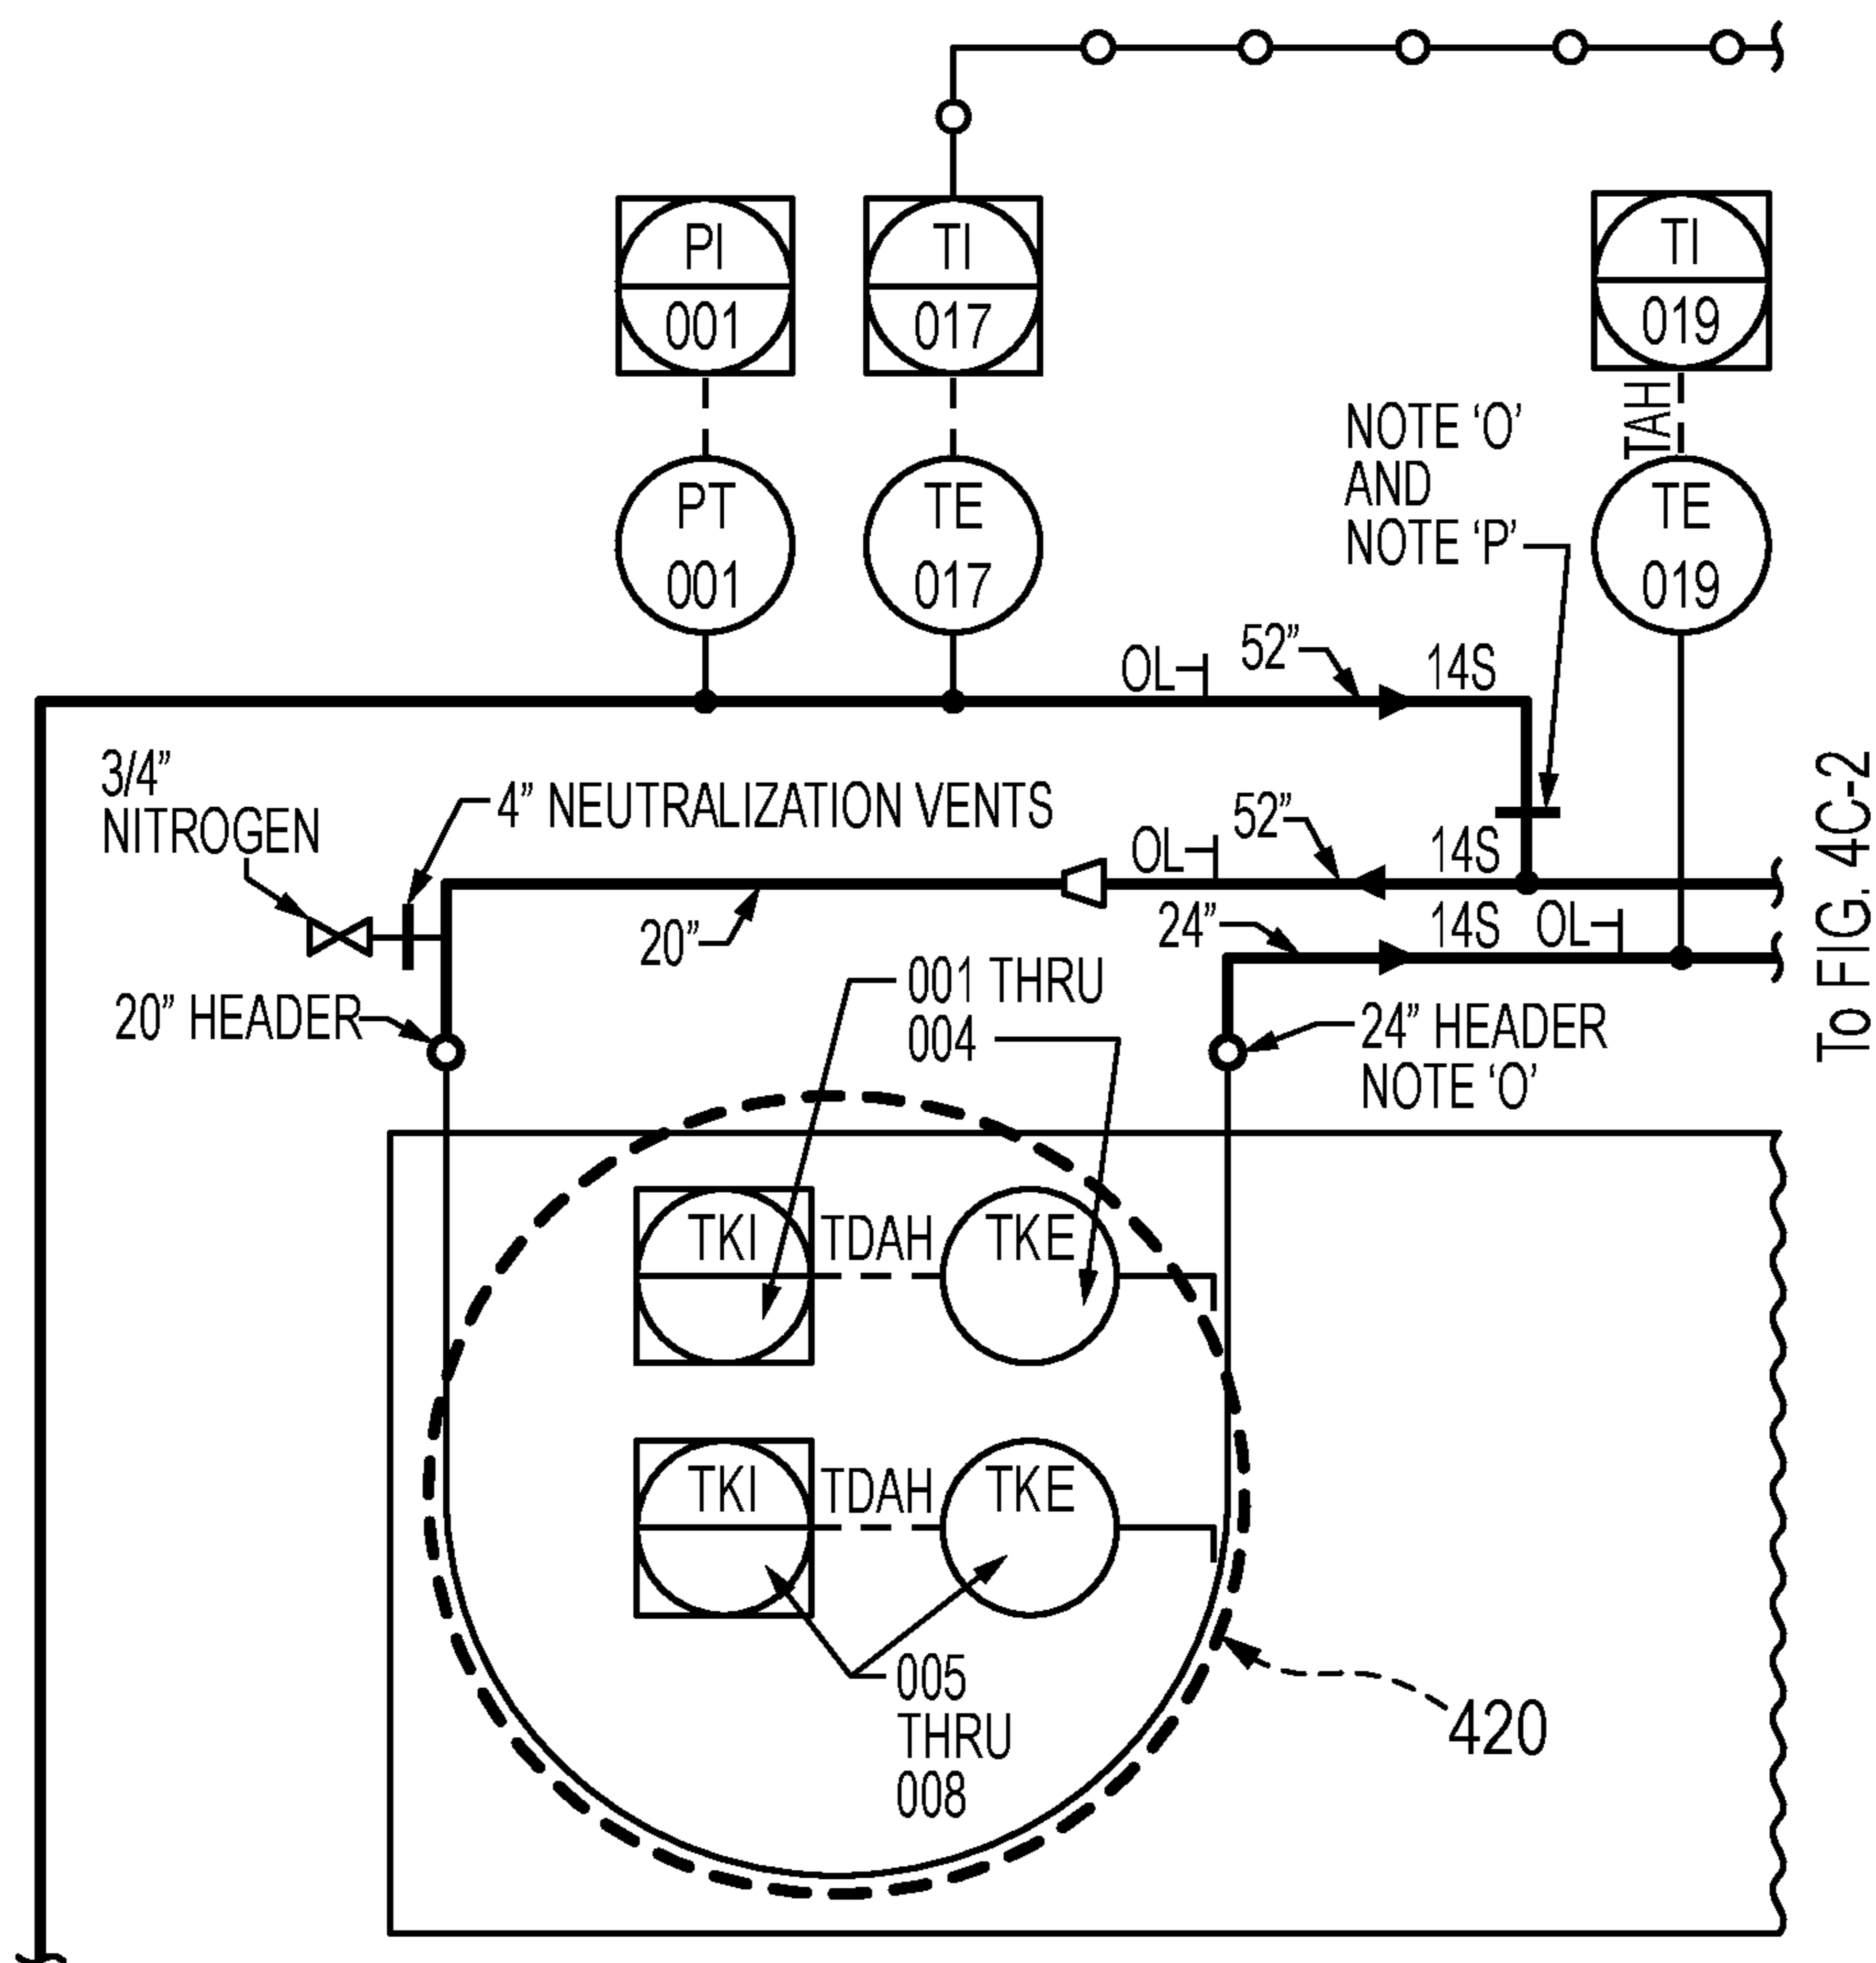 PI
001
TI
017
TI
019
TAH
NOTE ‘O’
AND
NOTE ‘P’
PT
001
TE
017
TE
019
OL
52”
14S
3/4”
NITROGEN
4” NEUTRALIZATION VENTS
OL
52”
14S
20”
24”
14S
OL
To FIG. 4C-2
20” HEADER
001 THRU
004
24” HEADER
NOTE ‘O’
TKI
TDAH
TKE
TKI
TDAH
TKE
005
THRU
008
420